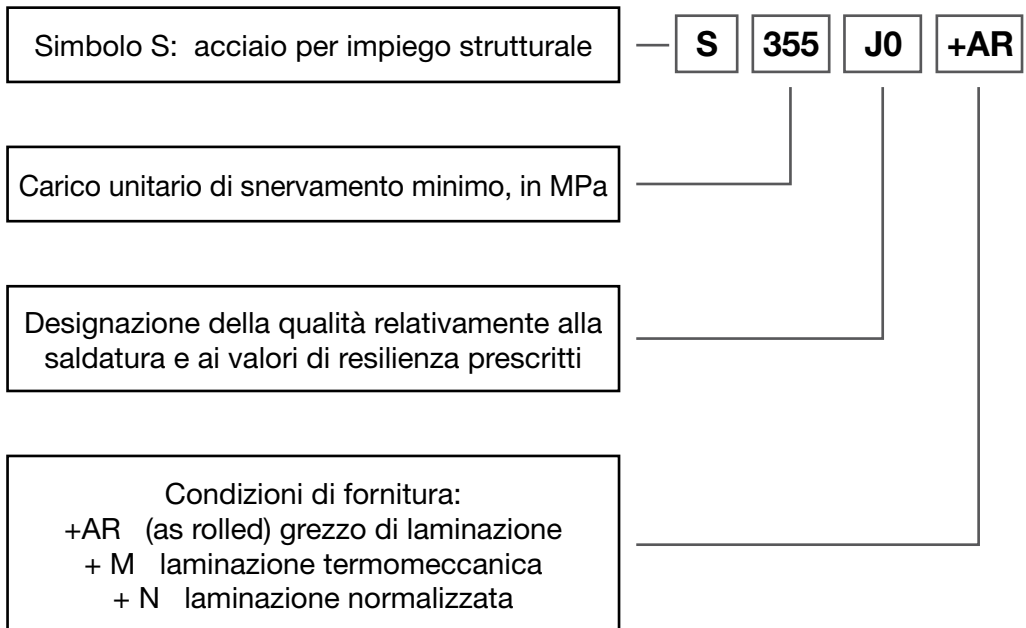 Simbolo S: acciaio per impiego strutturale
S 355 J0 +AR
Carico unitario di snervamento minimo, in MPa
Designazione della qualità relativamente alla
saldatura e ai valori di resilienza prescritti
Condizioni di fornitura:
+AR (as rolled) grezzo di laminazione
+ M laminazione termomeccanica
+ N laminazione normalizzata